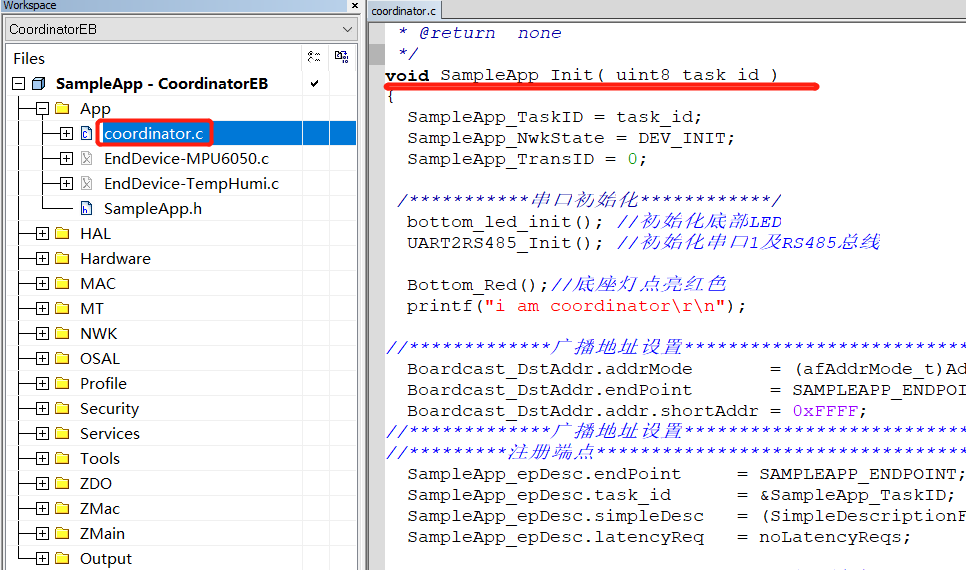 Workspace
CoordinatorEB
Files
SampleApp - CoordinatorEB
App
coordinator.c
EndDevice-MPU6050.c
EndDevice-TempHumi.c
SampleApp.h
HAL
Hardware
MAC
MT
NWK
OSAL
Profile
Security
Services
Tools
ZDO
ZMac
ZMain
Output
coordinator.c
* @return  none
*/
void SampleApp_Init( uint8 task_id )
{
SampleApp_TaskID = task_id;
SampleApp_NwkState = DEV_INIT;
SampleApp_TransID = 0;
/***********串口初始化************/
bottom_led_init(); //初始化底部LED
UART2RS485_Init(); //初始化串口1及RS485总线
Bottom_Red();//底座灯点亮红色
printf("i am coordinator\r\n");
//*************广播地址设置**************************
Boardcast_DstAddr.addrMode = (afAddrMode_t)Ad
Boardcast_DstAddr.endPoint = SAMPLEAPP_ENDPOI
Boardcast_DstAddr.addr.shortAddr = 0xFFFF;
//*************广播地址设置**************************
//*********注册端点**********************************
SampleApp_epDesc.endPoint = SAMPLEAPP_ENDPOINT;
SampleApp_epDesc.task_id = &SampleApp_TaskID;
SampleApp_epDesc.simpleDesc = (SimpleDescriptionF
SampleApp_epDesc.latencyReq = noLatencyReqs;